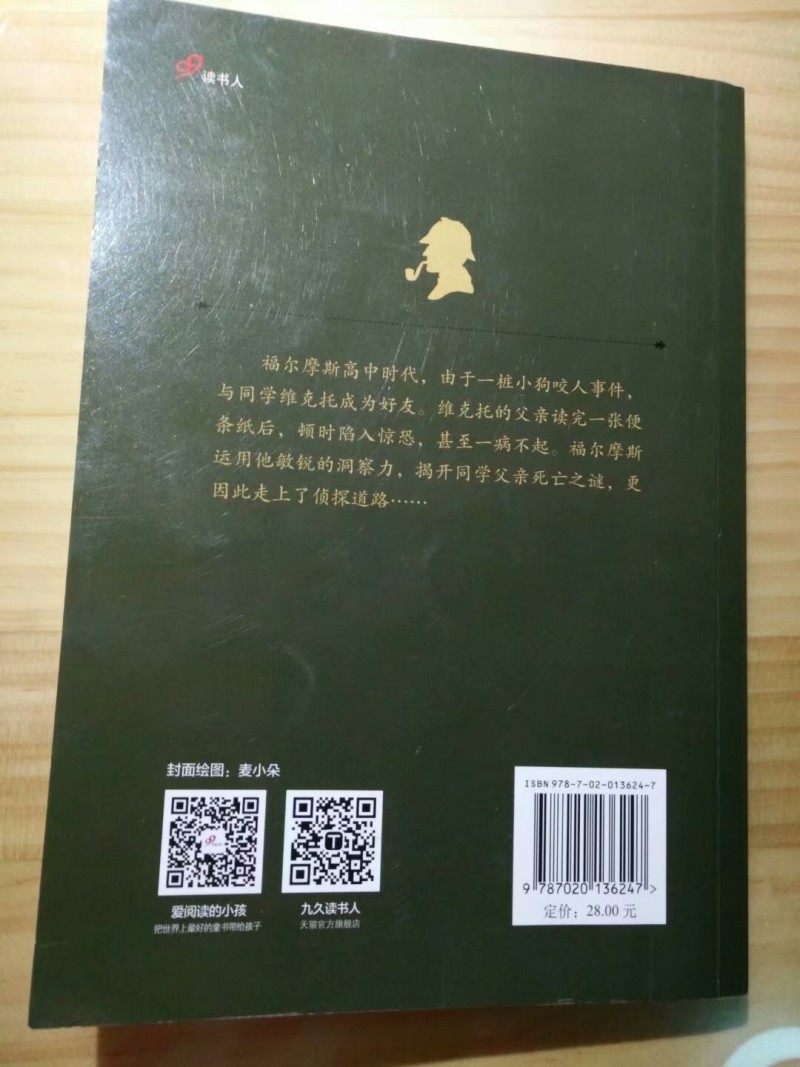 99读书人
福尔摩斯高中时代，由于一桩小狗咬人事件，
与同学维克托成为好友。维克托的父亲读完一张便
条纸后，顿时陷入惊恐，甚至一病不起。福尔摩斯
运用他敏锐的洞察力，揭开同学父亲死亡之谜，更
因此走上了侦探道路……
封面绘图：麦小朵
爱阅读的小孩
把世界上最好的童书带给孩子
T
九久读书人
天猫官方旗舰店
ISBN 978-7-02-013624-7
9 787020 136247 >
定价：28.00 元